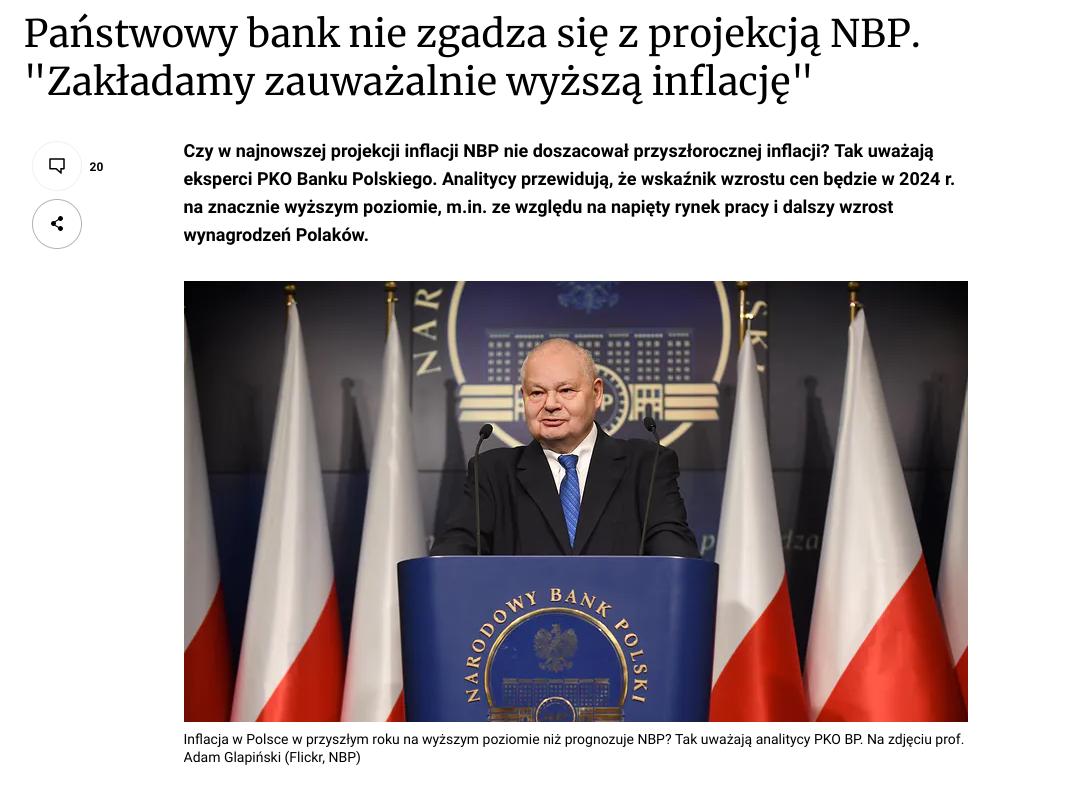 Państwowy bank nie zgadza się z projekcją NBP.
"Zakładamy zauważalnie wyższą inflację"
20
Czy w najnowszej projekcji inflacji NBP nie doszacował przyszłorocznej inflacji? Tak uważają
eksperci PKO Banku Polskiego. Analitycy przewidują, że wskaźnik wzrostu cen będzie w 2024 r.
na znacznie wyższym poziomie, m.in. ze względu na napięty rynek pracy i dalszy wzrost
wynagrodzeń Polaków.
NAR
SKI
NARODOWY BANK POLSKI
Inflacja w Polsce w przyszłym roku na wyższym poziomie niż prognozuje NBP? Tak uważają analitycy PKO BP. Na zdjęciu prof.
Adam Glapiński (Flickr, NBP)